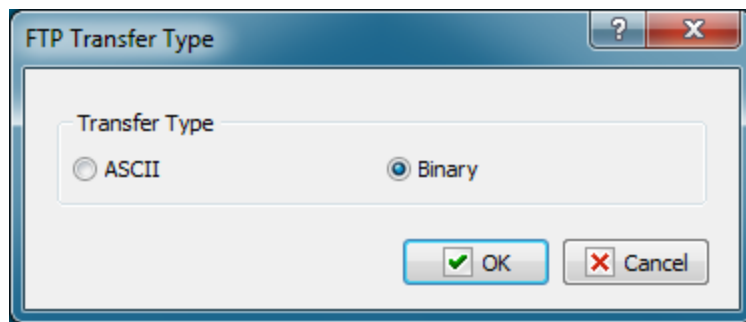 FTP Transfer Type
Transfer Type
ASCII
Binary
OK
Cancel